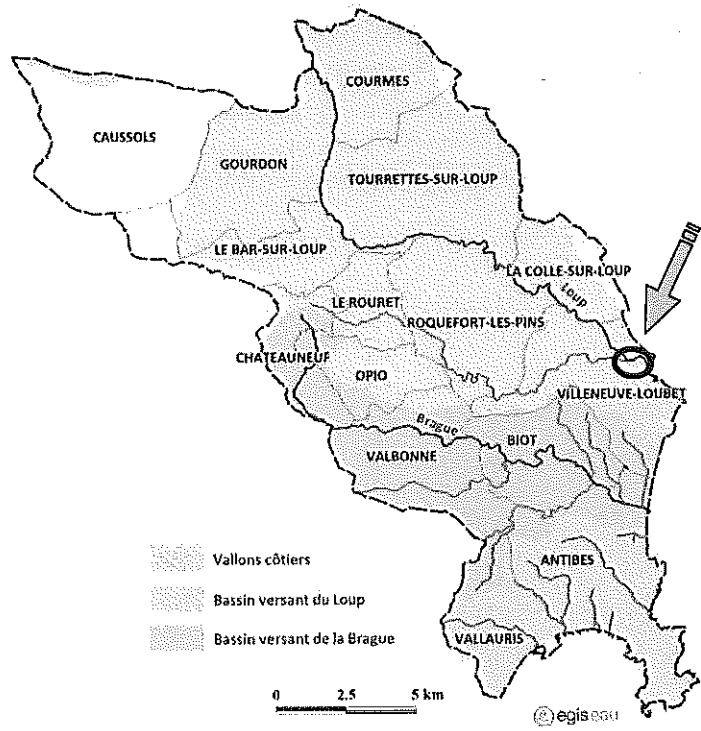 COURMES
CAUSSOLS
GOURDON
TOURRETTES-SUR-LOUP
LE BAR-SUR-LOUP
LA COLLE-SUR-LOUP
Loup
LE ROURET
ROQUEFORT-LES-PINS
CHATEAUNEUF
OPIO
VILLENEUVE-LOUBET
Brague
BIOT
VALBONNE
Vallons côtiers
ANTIBES
Bassin versant du Loup
Bassin versant de la Brague
VALLAURIS
0 2.5 5 km
egis eau